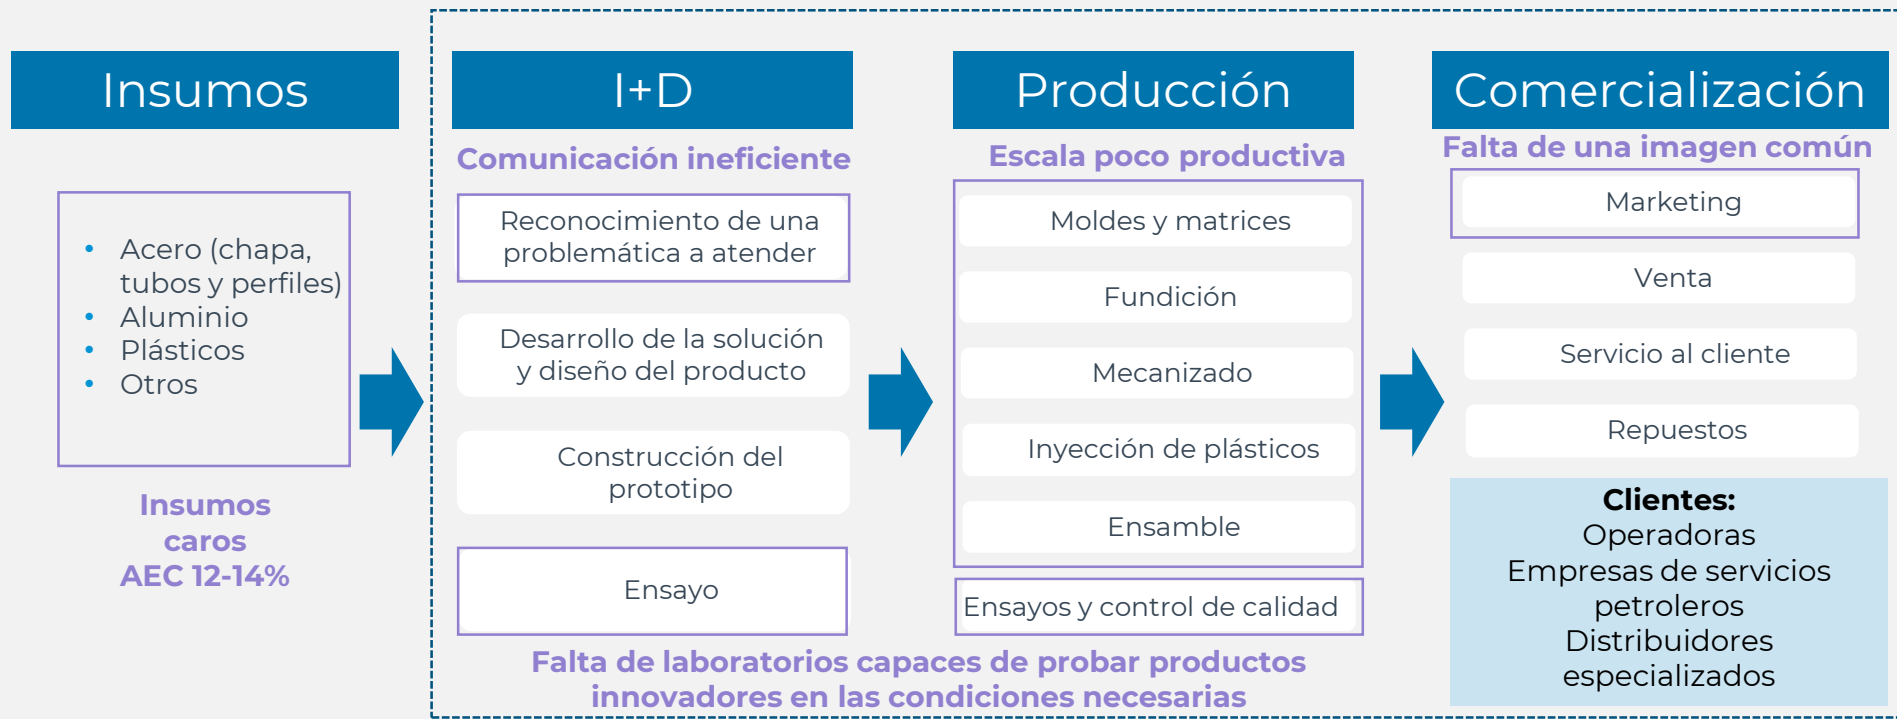 Insumos
• Acero (chapa,
tubos y perfiles)
• Aluminio
• Plásticos
• Otros
Insumos
caros
AEC 12-14%
I+D
Comunicación ineficiente
Reconocimiento de una
problemática a atender
Desarrollo de la solución
y diseño del producto
Construcción del
prototipo
Ensayo
Producción
Escala poco productiva
Moldes y matrices
Fundición
Mecanizado
Inyección de plásticos
Ensamble
Ensayos y control de calidad
Falta de laboratorios capaces de probar productos
innovadores en las condiciones necesarias
Comercialización
Falta de una imagen común
Marketing
Venta
Servicio al cliente
Repuestos
Clientes:
Operadoras
Empresas de servicios
petroleros
Distribuidores
especializados